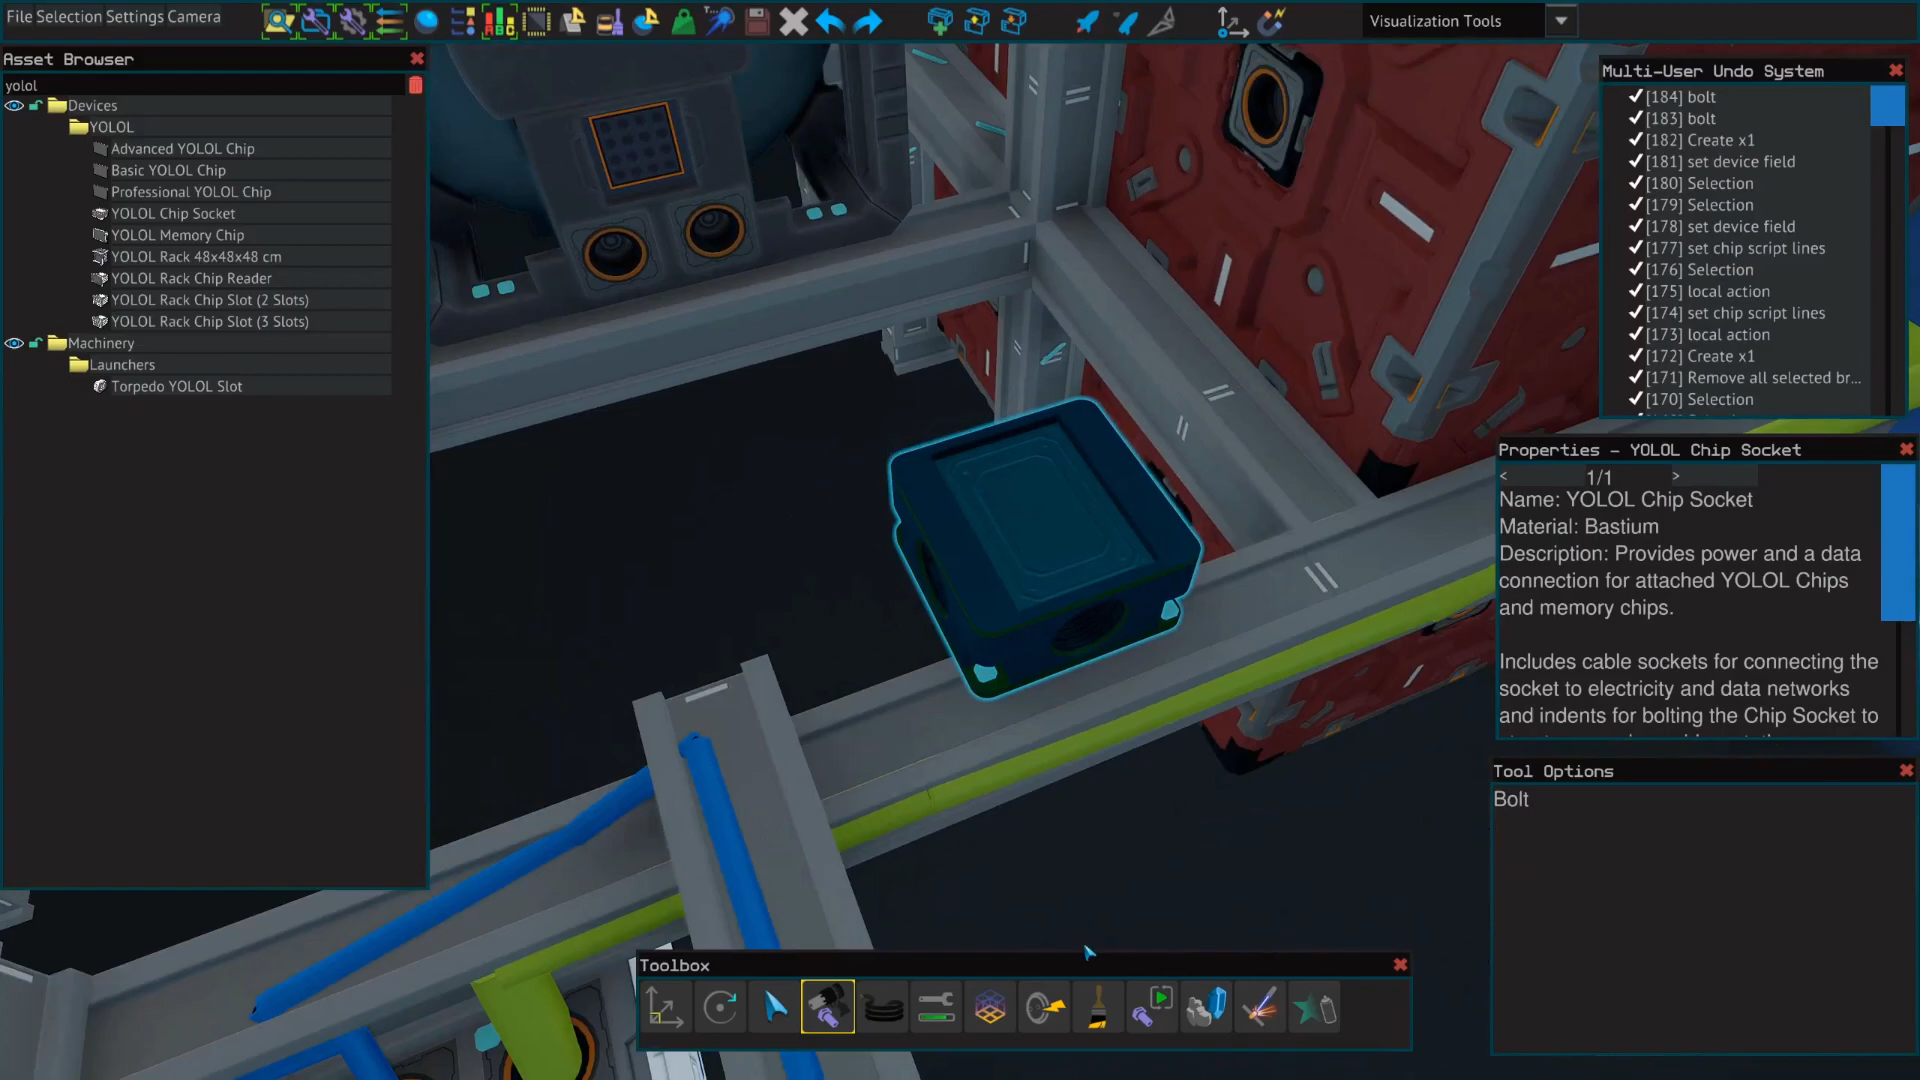 File Selection Settings Camera
Visualization Tools
Asset Browser
yolol
Devices
YOLOL
Advanced YOLOL Chip
Basic YOLOL Chip
Professional YOLOL Chip
YOLOL Chip Socket
YOLOL Memory Chip
YOLOL Rack 48x48x48 cm
YOLOL Rack Chip Reader
YOLOL Rack Chip Slot (2 Slots)
YOLOL Rack Chip Slot (3 Slots)
Machinery
Launchers
Torpedo YOLOL Slot
Multi-User Undo System
[184] bolt
[183] bolt
[182] Create x1
[181] set device field
[180] Selection
[179] Selection
[178] set device field
[177] set chip script lines
[176] Selection
[175] local action
[174] set chip script lines
[173] local action
[172] Create x1
[171] Remove all selected br...
[170] Selection
Properties - YOLOL Chip Socket
< 1/1 >
Name: YOLOL Chip Socket
Material: Bastium
Description: Provides power and a data
connection for attached YOLOL Chips
and memory chips.
Includes cable sockets for connecting the
socket to electricity and data networks
and indents for bolting the Chip Socket to
Tool Options
Bolt
Toolbox